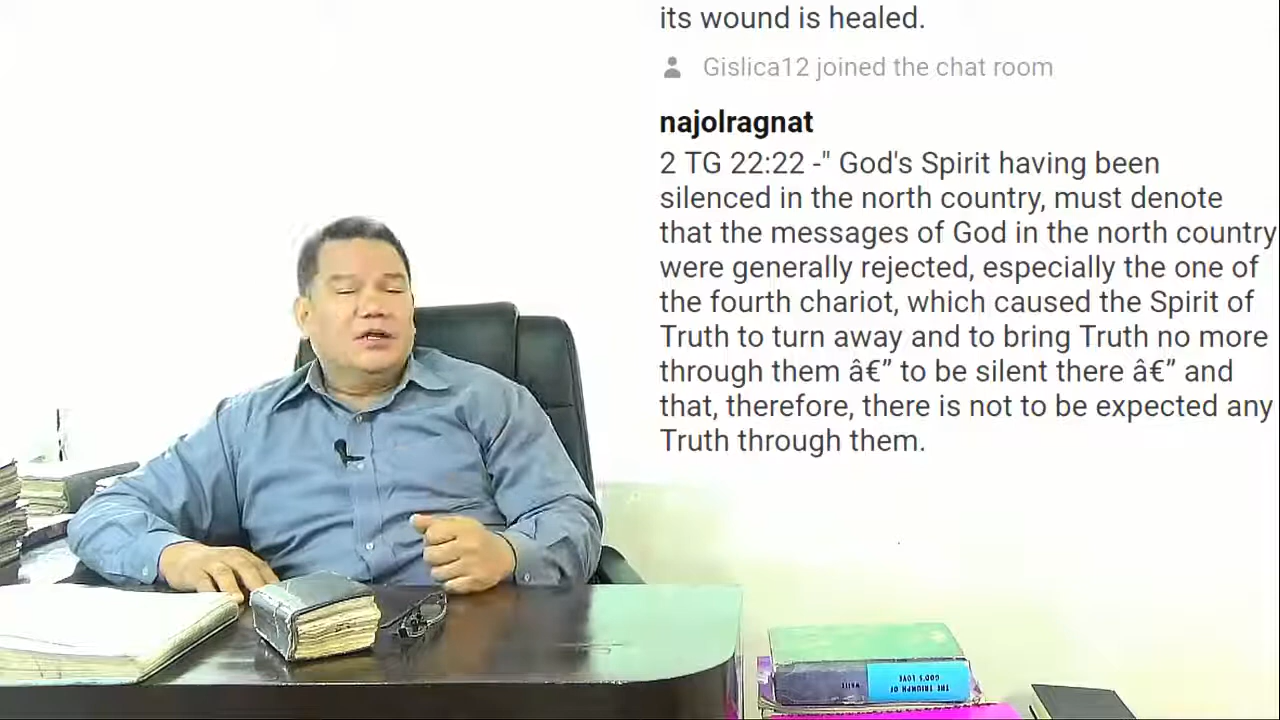 its wound is healed.
Gislica12 joined the chat room
najolragnat
2 TG 22:22 -" God's Spirit having been
silenced in the north country, must denote
that the messages of God in the north country
were generally rejected, especially the one of
the fourth chariot, which caused the Spirit of
Truth to turn away and to bring Truth no more
through them â€” to be silent there â€” and
that, therefore, there is not to be expected any
Truth through them.
THE TRIUMPH OF
GOD'S LOVE
WHITE